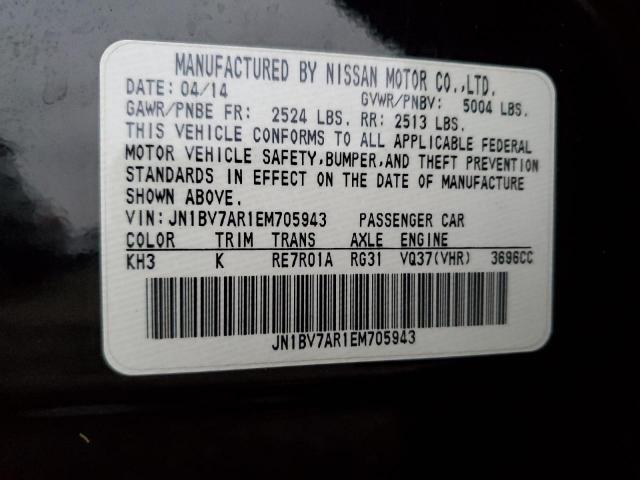 MANUFACTURED BY NISSAN MOTOR CO.,LTD.
DATE: 04/14 GVWR/PNBV: 5004 LBS.
GAWR/PNBE FR: 2524 LBS. RR: 2513 LBS.
THIS VEHICLE CONFORMS TO ALL APPLICABLE FEDERAL
MOTOR VEHICLE SAFETY,BUMPER,AND THEFT PREVENTION
STANDARDS IN EFFECT ON THE DATE OF MANUFACTURE
SHOWN ABOVE.
VIN:JN1BV7AR1EM705943 PASSENGER CAR
COLOR TRIM TRANS AXLE ENGINE
KH3 K RE7R01A RG31 VQ37(VHR) 3696CC
JN1BV7AR1EM705943